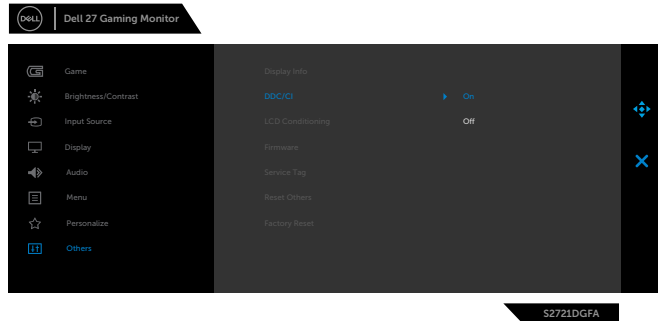 DELL
Dell 27 Gaming Monitor
Game
Brightness/Contrast
Input Source
Display
Audio
Menu
Personalize
Others
Display Info
DDC/CI
LCD Conditioning
Firmware
Service Tag
Reset Others
Factory Reset
On
Off
S2721DGFA